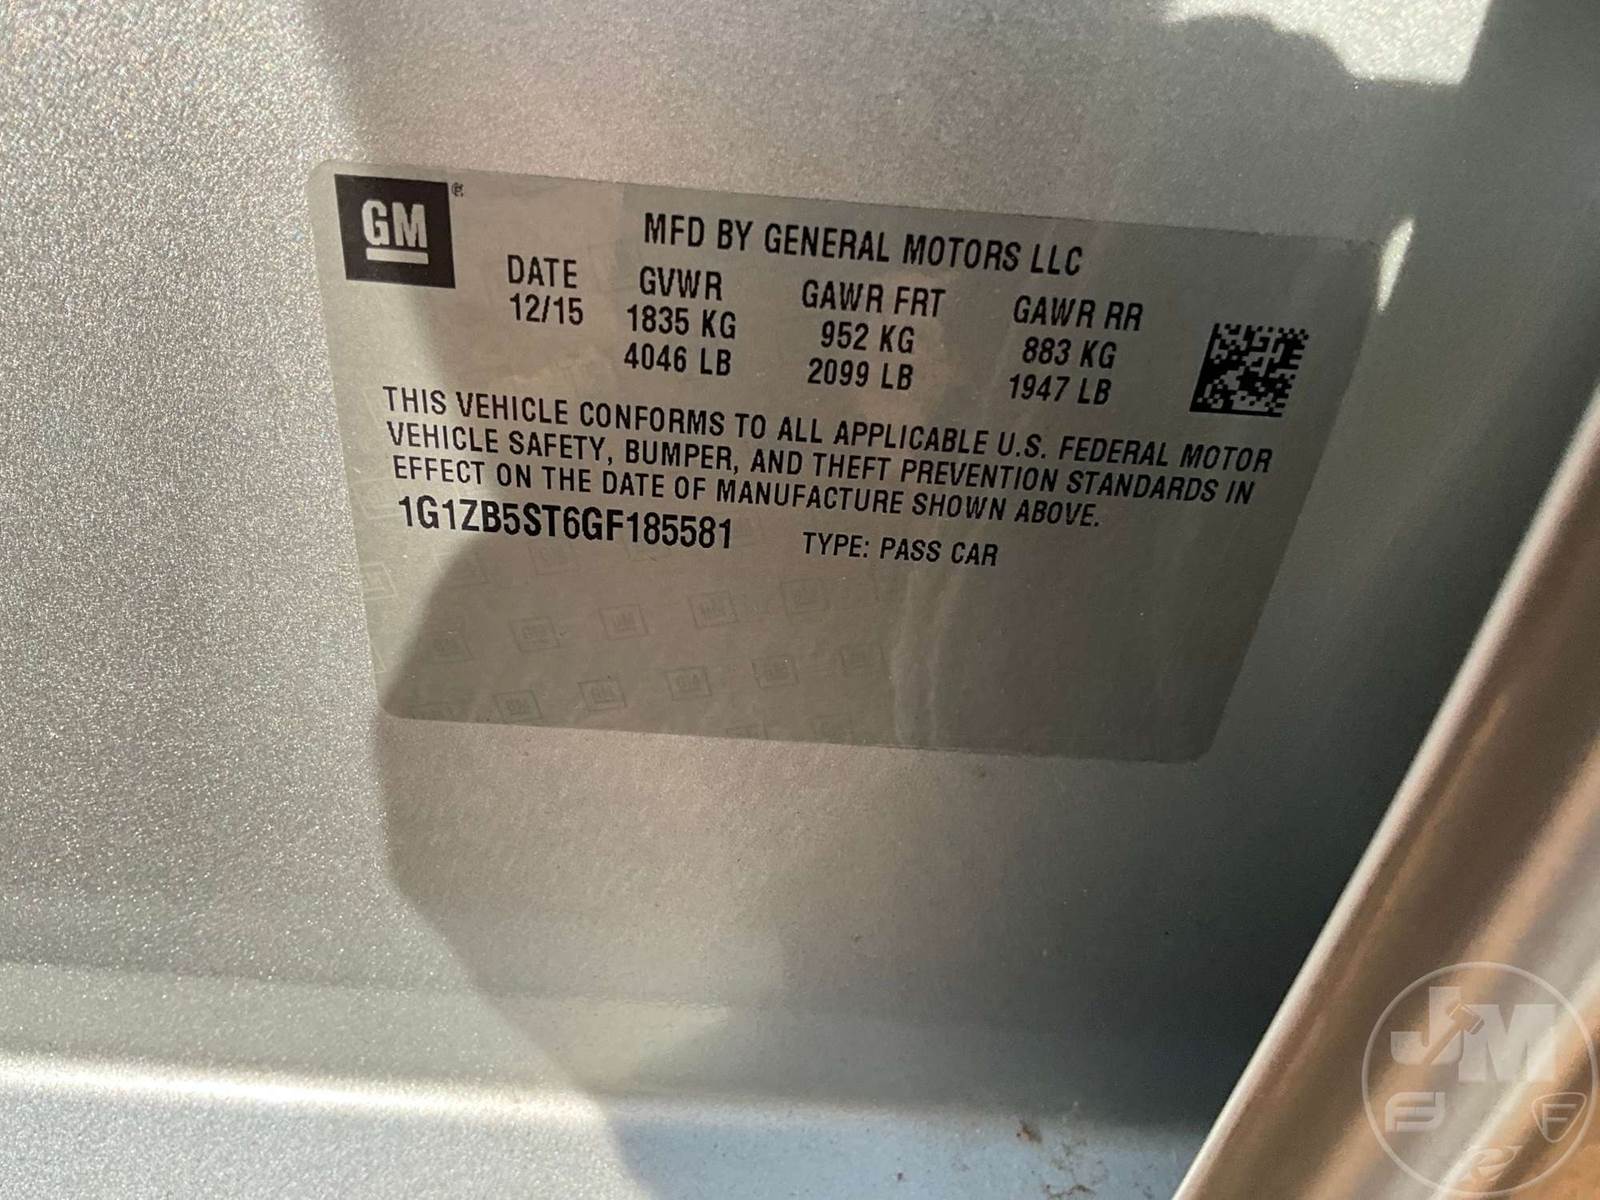 GM
MFD BY GENERAL MOTORS LLC
DATE GVWR GAWR FRT GAWR RR
12/15 1835 KG 952 KG 883 KG
4046 LB 2099 LB 1947 LB
THIS VEHICLE CONFORMS TO ALL APPLICABLE U.S. FEDERAL MOTOR
VEHICLE SAFETY, BUMPER, AND THEFT PREVENTION STANDARDS IN
EFFECT ON THE DATE OF MANUFACTURE SHOWN ABOVE.
1G1ZB5ST6GF185581 TYPE: PASS CAR
JM